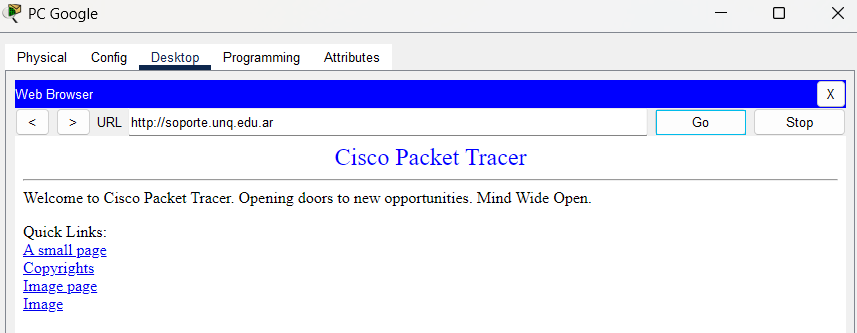 PC Google
Physical Config Desktop Programming Attributes
Web Browser X
< > URL http://soporte.unq.edu.ar Go Stop
Cisco Packet Tracer
Welcome to Cisco Packet Tracer. Opening doors to new opportunities. Mind Wide Open.
Quick Links:
A small page
Copyrights
Image page
Image